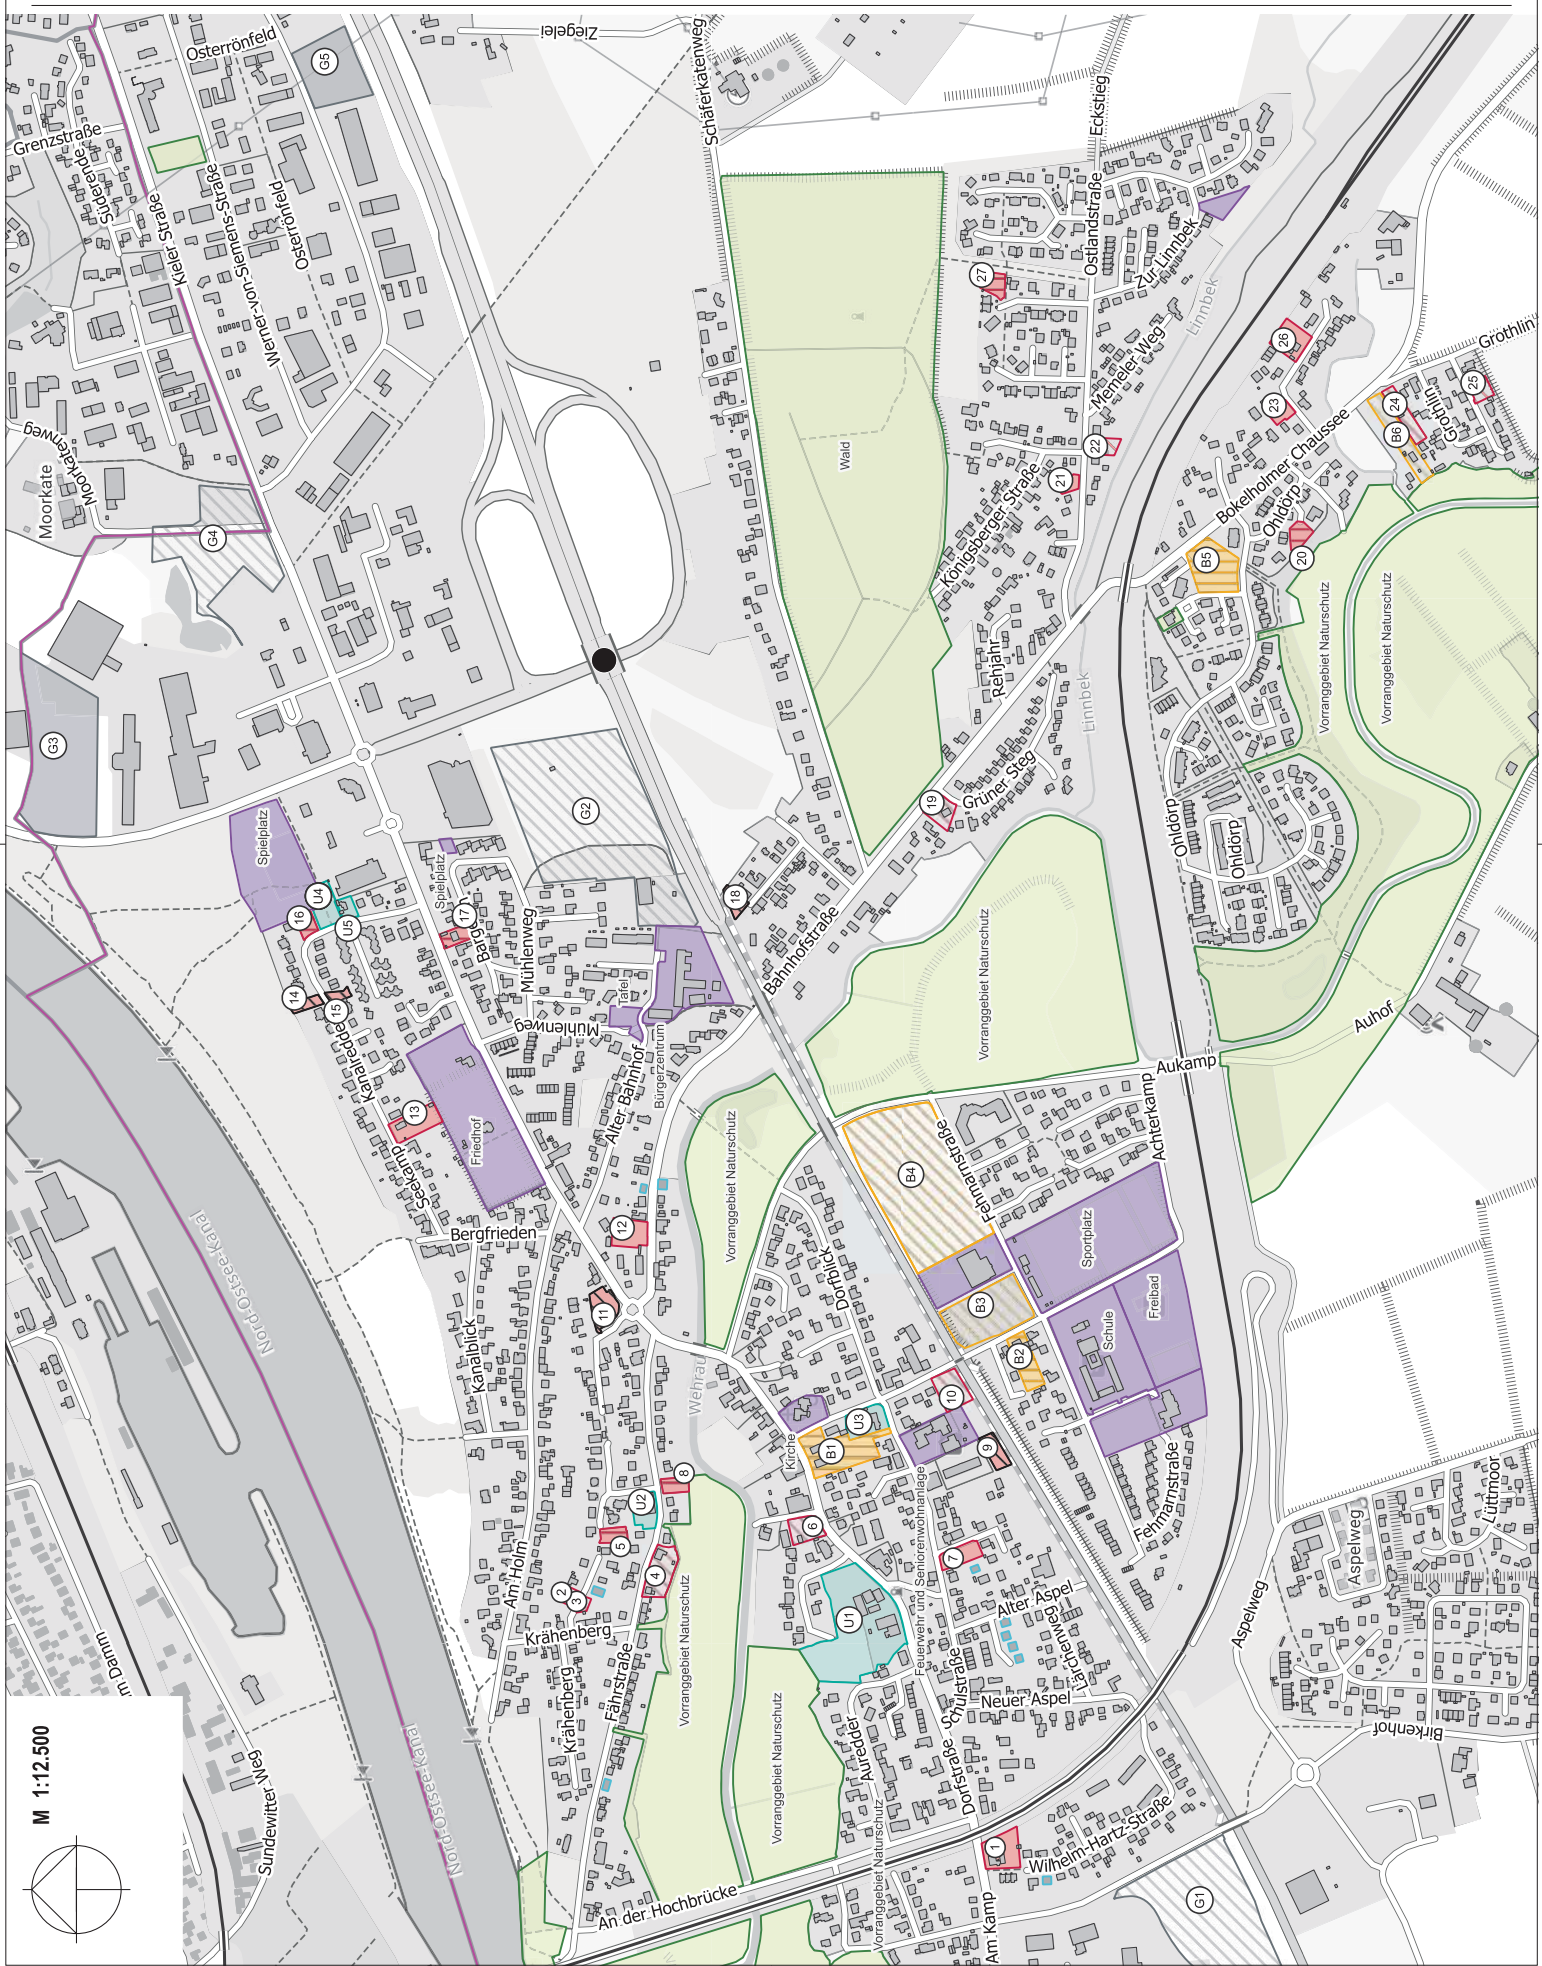 M 1:12.500
Ziegelei
Osterrönfeld
G5
Schäferkatenweg
Grenzstraße
Süderende
Kieler Straße
Werner-von-Siemens-Straße
Osterrönfeld
Eckstieg
Ostlandstraße
Zur Linnbek
Linnbek
27
Memeler Weg
26
Grothlin
Moorkatenweg
Moorkate
G4
Wald
23
24
25
B6
Grothlin
Bokelholmer Chaussee
22
21
Königsberger Straße
Ohldörp
20
B5
Rehjahr
Vorranggebiet Naturschutz
Vorranggebiet Naturschutz
Linnbek
G3
G2
19
Grüner Steg
Ohldörp
Ohldörp
Spielplatz
Spielplatz
U4
16
U5
17
Mühlenweg
18
Bahnhofstraße
14
15
Kanalredder
Mühlenweg
Tafel
Vorranggebiet Naturschutz
Auhof
Aukamp
Alter Bahnhof
Bürgerzentrum
13
Friedhof
Seekamp
Vorranggebiet Naturschutz
B4
Fehmarnstraße
Achterkamp
Bergfrieden
12
Sportplatz
Nord-Ostsee-Kanal
Kanalblick
11
Dorfblick
B3
B2
Schule
Freibad
Wehrau
10
Kirche
B1
U3
9
Am Holm
8
U2
5
6
7
Feuerwehr und Seniorenwohnanlage
Fehmarnstraße
Lüttmoor
Aspelweg
Aspelweg
2
3
4
Krähenberg
Krähenberg
Fährstraße
Vorranggebiet Naturschutz
U1
Alter Aspel
Lärchenweg
Neuer Aspel
Schulstraße
Dorfstraße
Auredder
Vorranggebiet Naturschutz
Vorranggebiet Naturschutz
Birkenhof
Sundewitter Weg
Nord-Ostsee-Kanal
An der Hochbrücke
1
Wilhelm-Hartz-Straße
Am Kamp
G1